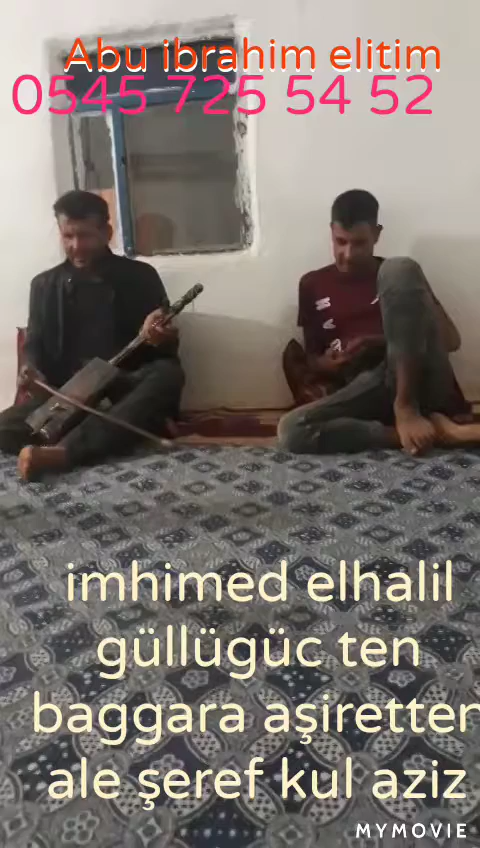 Abu ibrahim elitim
0545 725 54 52
imhimed elhalil
güllügüc ten
baggara aşiretten
ale şeref kul aziz
MYMOVIE